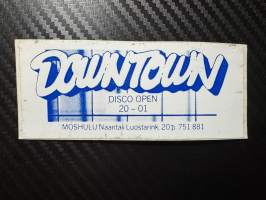 DOWNTOWN
DISCO OPEN
20 - 01
MOSHULU Naantali Luostarink. 20 p. 751 881